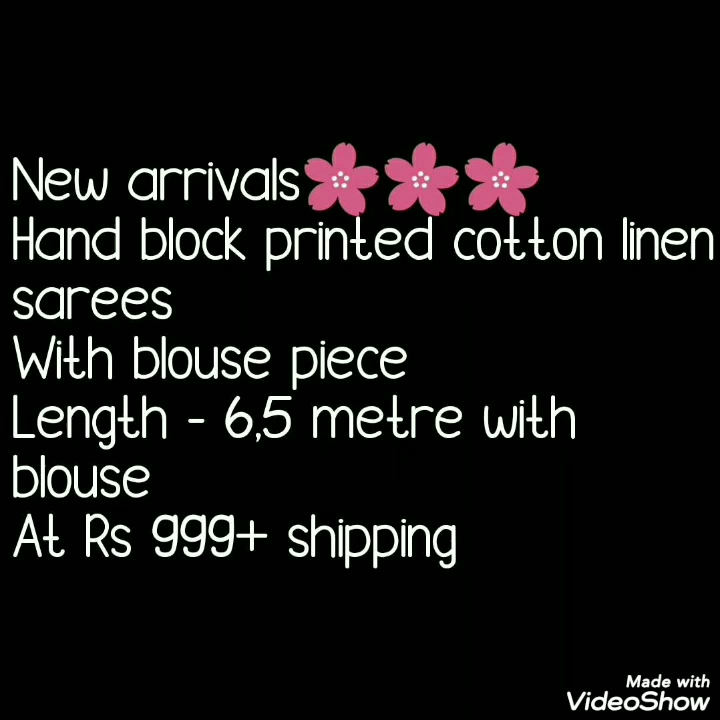 New arrivals🌸🌸🌸
Hand block printed cotton linen
sarees
With blouse piece
Length - 6,5 metre with
blouse
At Rs 999+ shipping
Made with
VideoShow